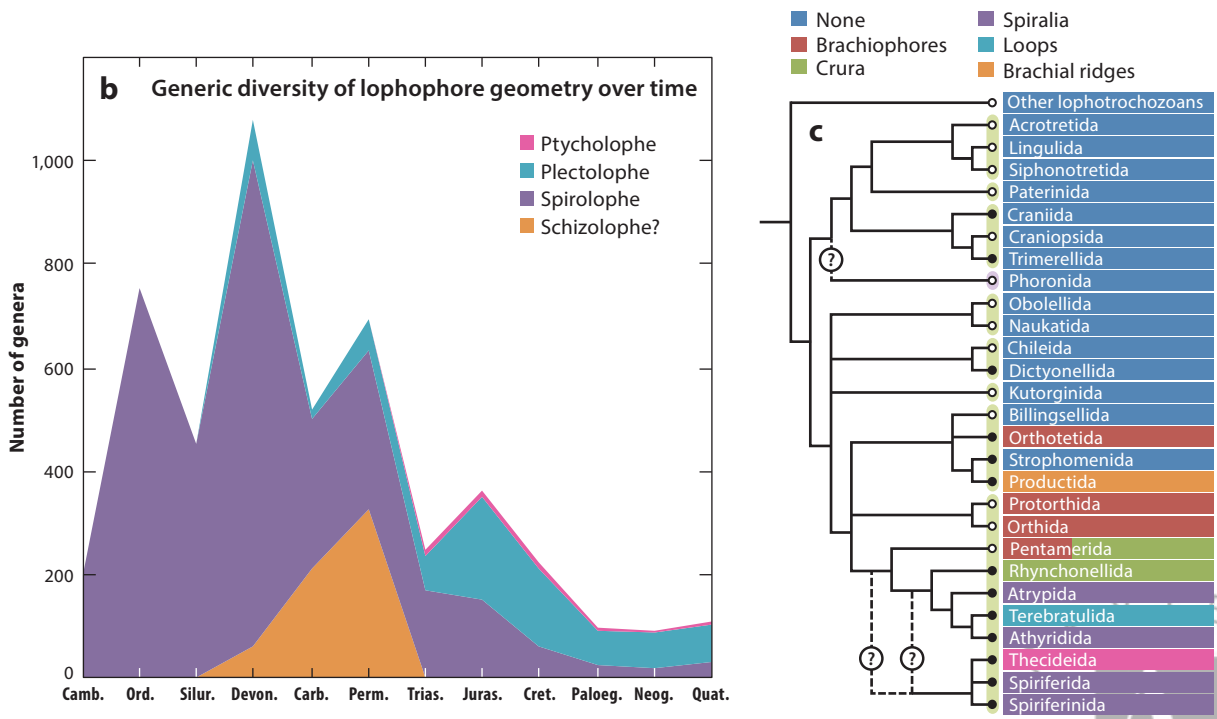 b Generic diversity of lophophore geometry over time
Ptycholophe
Plectolophe
Spirolophe
Schizolophe?
Number of genera
1,000
800
600
400
200
0
Camb. Ord. Silur. Devon. Carb. Perm. Trias. Juras. Cret. Paloeg. Neog. Quat.
None
Brachiophores
Crura
Spiralia
Loops
Brachial ridges
c
Other lophotrochozoans
Acrotretida
Lingulida
Siphonotretida
Paterinida
Craniida
Craniopsida
Trimerellida
?
Phoronida
Obolellida
Naukatida
Chileida
Dictyonellida
Kutorginida
Billingsellida
Orthotetida
Strophomenida
Productida
Protorthida
Orthida
Pentamerida
Rhynchonellida
Atrypida
Terebratulida
Athyridida
? ?
Thecideida
Spiriferida
Spiriferinida